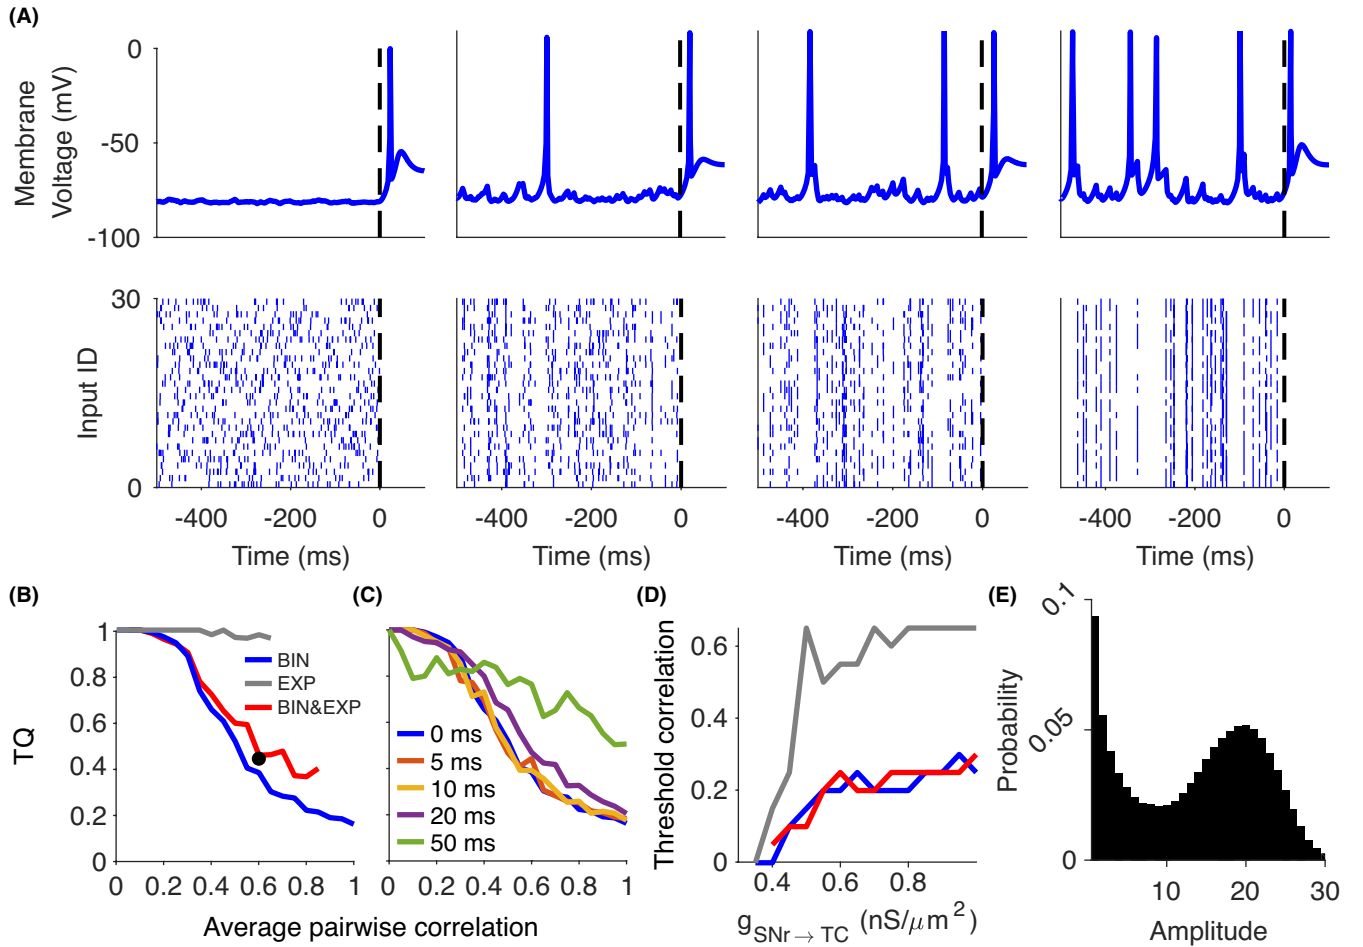 (A)
Membrane
Voltage (mV)
0
-50
-100
Input ID
30
0
-400 -200 0
-400 -200 0
-400 -200 0
-400 -200 0
Time (ms)
Time (ms)
Time (ms)
Time (ms)
(B)
TQ
1
0.8
0.6
0.4
0.2
0
BIN
EXP
BIN&EXP
0 0.2 0.4 0.6 0.8 1
(C)
0 ms
5 ms
10 ms
20 ms
50 ms
0 0.2 0.4 0.6 0.8 1
Average pairwise correlation
(D)
Threshold correlation
0.6
0.4
0.2
0
0.4 0.8
gSNr→TC (nS/μm²)
(E)
Probability
0.1
0.05
0
10 20 30
Amplitude